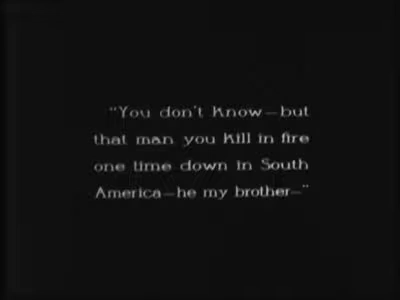 "You don't know—but
that man you kill in fire
one time down in South
America—he my brother—"